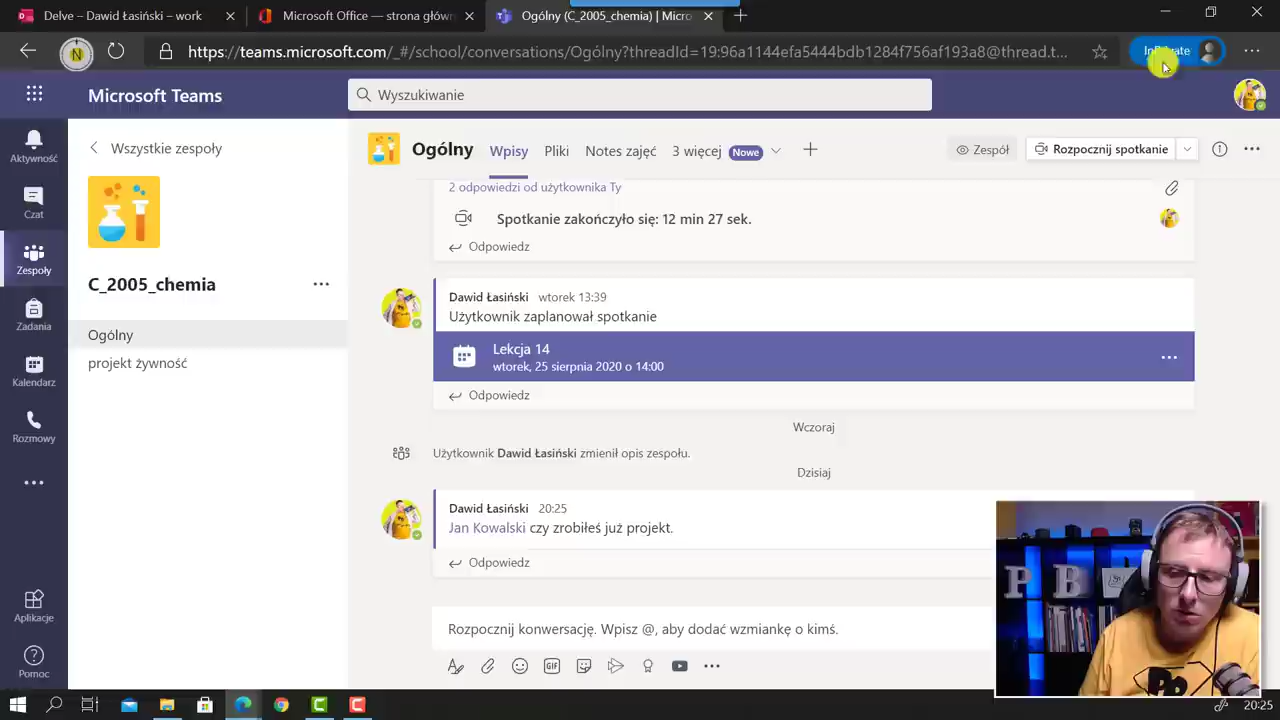 Delve i Microsoft Teams
Microsoft Office – strona główn
Ogólny (C_2005_chemia) | Micros
https://teams.microsoft.com/_#/school/conversations/Ogólny?threadId=19:96a1144efa5444bdb1284f756af193a8@thread.t...
InPrivate
Microsoft Teams
Wyszukiwanie
Aktywność
Czat
Zespoły
Zadania
Kalendarz
Rozmowy
Aplikacje
Pomoc
Wszystkie zespoły
C_2005_chemia
Ogólny
projekt żywność
Ogólny
Wpisy
Pliki
Notes zajęć
3 więcej
Nowe
Zespół
Rozpocznij spotkanie
2 odpowiedzi od użytkownika Ty
Spotkanie zakończyło się: 12 min 27 sek.
Odpowiedz
Dawid Łasiński wtorek 13:39
Użytkownik zaplanował spotkanie
Lekcja 14
wtorek, 25 sierpnia 2020 o 14:00
Odpowiedz
Wczoraj
Użytkownik Dawid Łasiński zmienił opis zespołu.
Dzisiaj
Dawid Łasiński 20:25
Jan Kowalski czy zrobiłeś już projekt.
Odpowiedz
Rozpocznij konwersację. Wpisz @, aby dodać wzmiankę o kimś.
GIF
P B
20:25